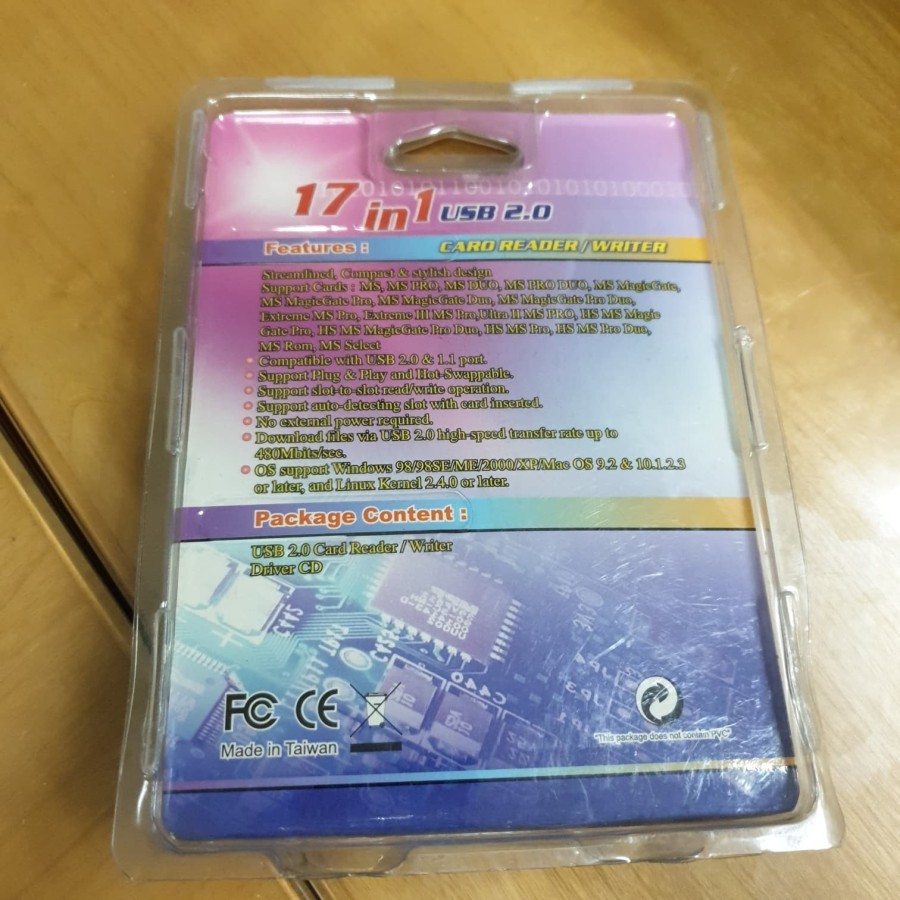 010101011001010101010100010
17 in 1 USB 2.0
Features :
CARD READER / WRITER
Streamlined, Compact & stylish design
Support Cards : MS, MS PRO, MS DUO, MS PRO DUO, MS MagicGate,
MS MagicGate Pro, MS MagicGate Duo, MS MagicGate Pro Duo,
Extreme MS Pro, Extreme III MS Pro,Ultra II MS PRO, HS MS Magic
Gate Pro, HS MS MagicGate Pro Duo, HS MS Pro, HS MS Pro Duo,
MS Rom, MS Select
Compatible with USB 2.0 & 1.1 port.
Support Plug & Play and Hot-Swappable.
Support slot-to-slot read/write operation.
Support auto-detecting slot with card inserted.
No external power required.
Download files via USB 2.0 high-speed transfer rate up to
480Mbits/sec.
OS support Windows 98/98SE/ME/2000/XP/Mac OS 9.2 & 10.1.2.3
or later, and Linux Kernel 2.4.0 or later.
Package Content :
USB 2.0 Card Reader / Writer
Driver CD
FC CE
Made in Taiwan
"This package does not contain PVC"